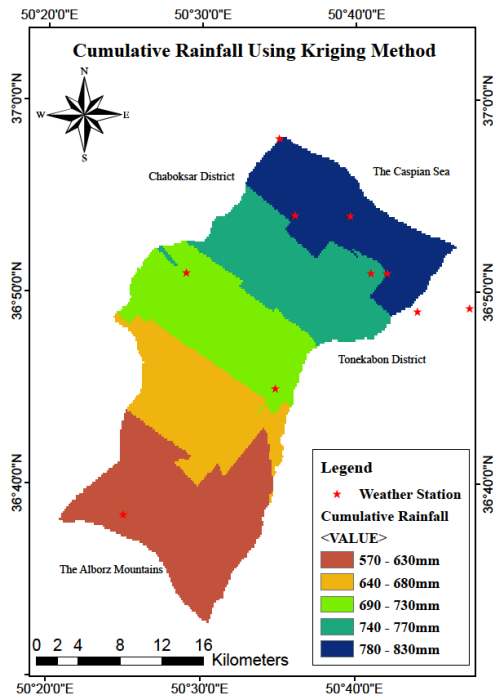 50°20'0"E 50°30'0"E 50°40'0"E
Cumulative Rainfall Using Kriging Method
N
W E
S
37°0'0"N 37°0'0"N
Chaboksar District
The Caspian Sea
36°50'0"N 36°50'0"N
Tonekabon District
36°40'0"N 36°40'0"N
The Alborz Mountains
Legend
Weather Station
Cumulative Rainfall
<VALUE>
570 - 630mm
640 - 680mm
690 - 730mm
740 - 770mm
780 - 830mm
0 2 4 8 12 16
Kilometers
50°20'0"E 50°30'0"E 50°40'0"E